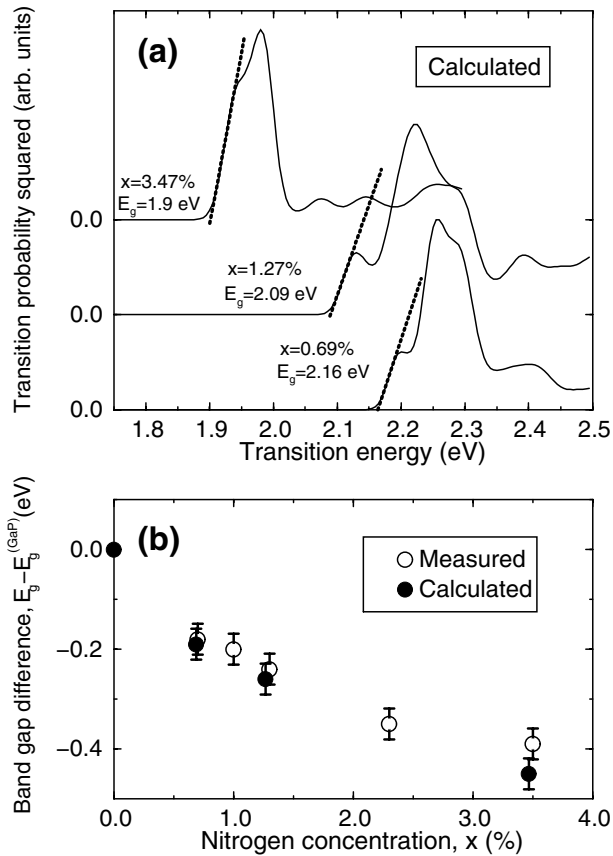 (a)
Calculated
Transition probability squared (arb. units)
x=3.47%
E_g=1.9 eV
0.0
x=1.27%
E_g=2.09 eV
0.0
x=0.69%
E_g=2.16 eV
0.0
1.8 1.9 2.0 2.1 2.2 2.3 2.4 2.5
Transition energy (eV)
(b)
Measured
Calculated
Band gap difference, E_g−E_g^(GaP)(eV)
0.0
−0.2
−0.4
0.0 1.0 2.0 3.0 4.0
Nitrogen concentration, x (%)